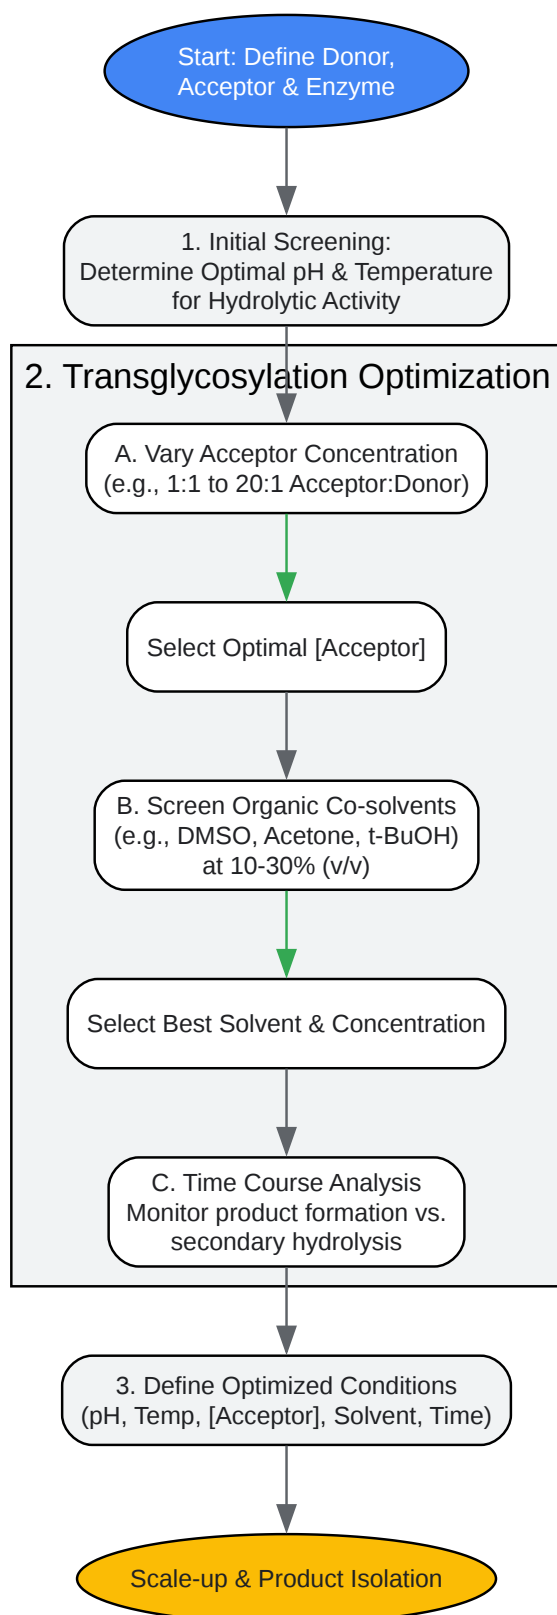 Start: Define Donor,
Acceptor & Enzyme
1. Initial Screening:
Determine Optimal pH & Temperature
for Hydrolytic Activity
2. Transglycosylation Optimization
A. Vary Acceptor Concentration
(e.g., 1:1 to 20:1 Acceptor:Donor)
Select Optimal [Acceptor]
B. Screen Organic Co-solvents
(e.g., DMSO, Acetone, t-BuOH)
at 10-30% (v/v)
Select Best Solvent & Concentration
C. Time Course Analysis
Monitor product formation vs.
secondary hydrolysis
3. Define Optimized Conditions
(pH, Temp, [Acceptor], Solvent, Time)
Scale-up & Product Isolation